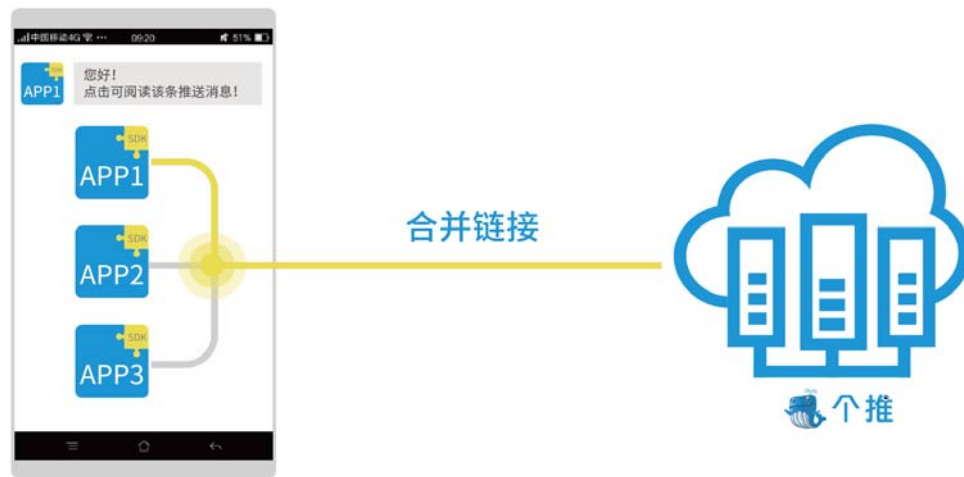 中国移动4G ··· 09:20 51%
APP1
SDK
您好！
点击可阅读该条推送消息！
SDK
APP1
SDK
APP2
SDK
APP3
合并链接
个推